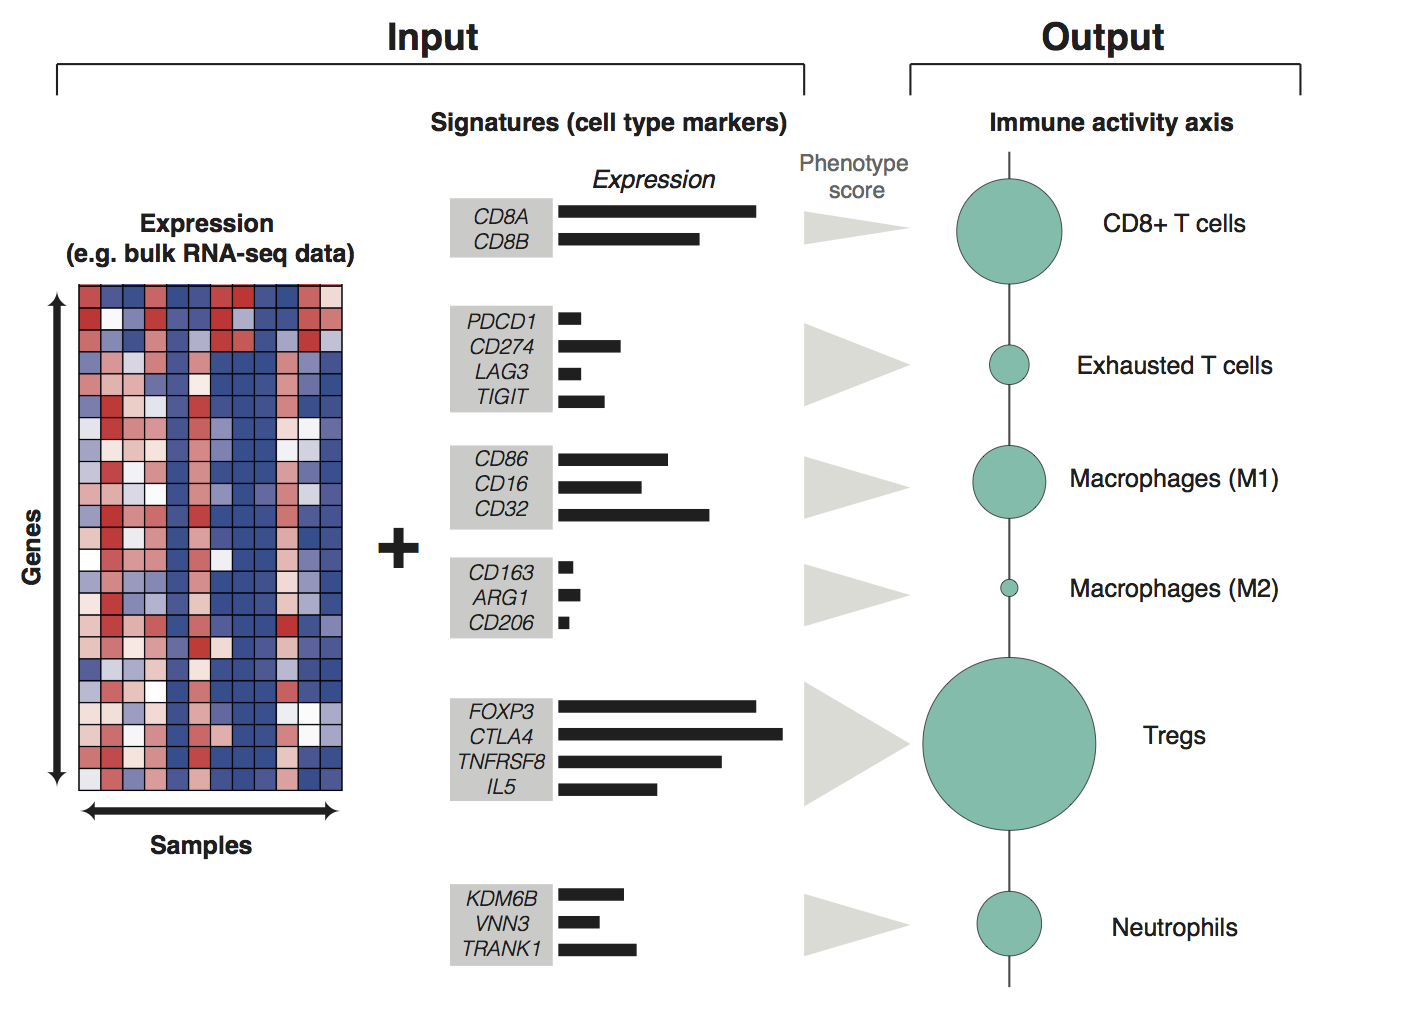 Input
Output
Signatures (cell type markers)
Immune activity axis
Phenotype
score
Expression
Expression
(e.g. bulk RNA-seq data)
Genes
Samples
+
CD8A
CD8B
CD8+ T cells
PDCD1
CD274
LAG3
TIGIT
Exhausted T cells
CD86
CD16
CD32
Macrophages (M1)
CD163
ARG1
CD206
Macrophages (M2)
FOXP3
CTLA4
TNFRSF8
IL5
Tregs
KDM6B
VNN3
TRANK1
Neutrophils